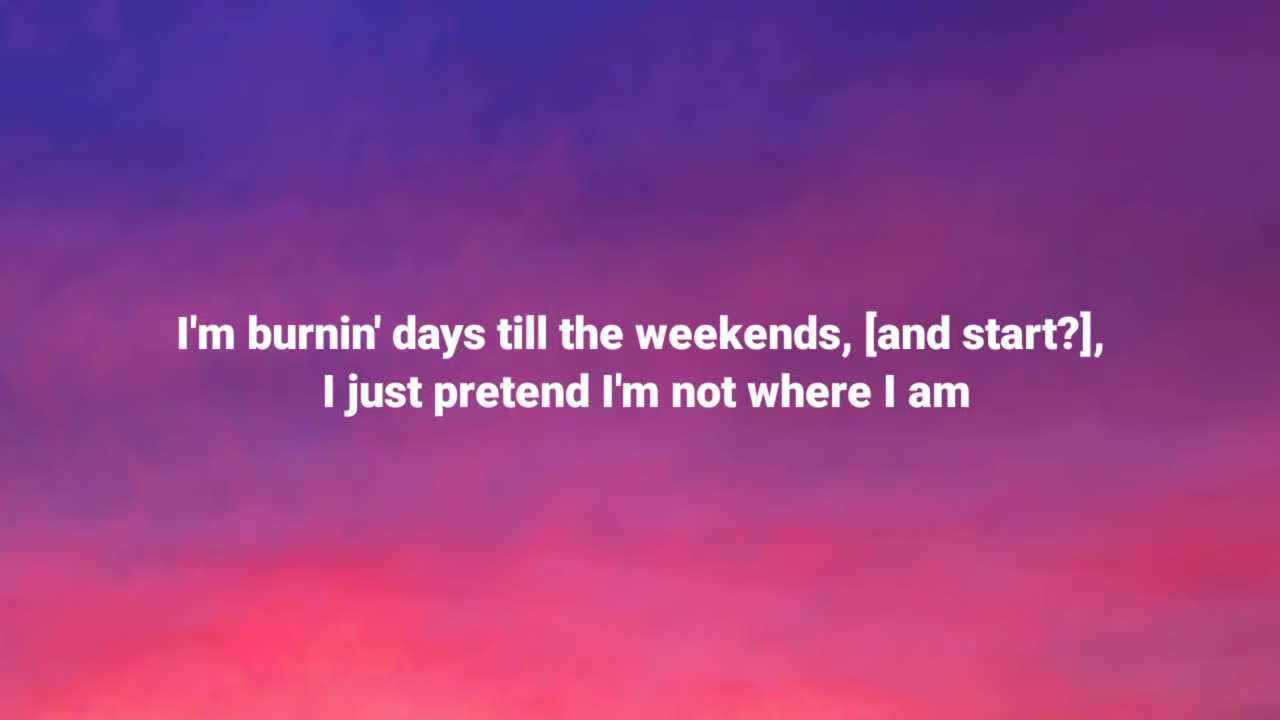 I'm burnin' days till the weekends, [and start?],
I just pretend I'm not where I am